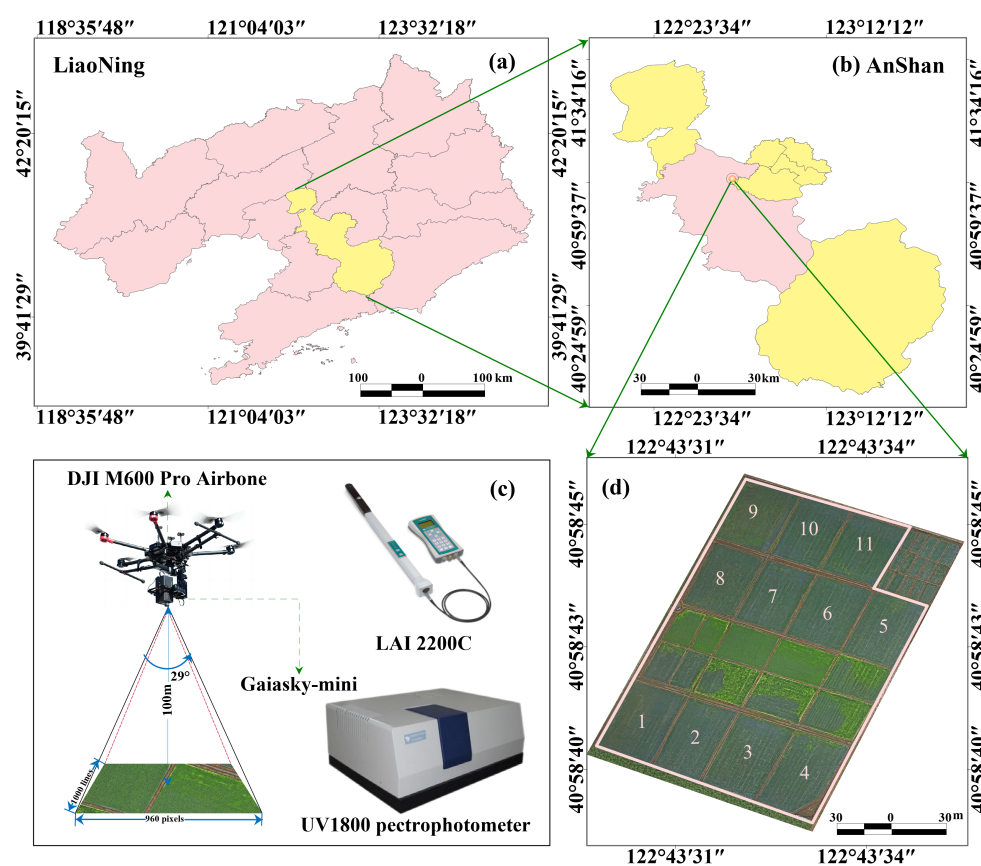 118°35′48″ 121°04′03″ 123°32′18″
LiaoNing
(a)
42°20′15″
39°41′29″
100 0 100 km
118°35′48″ 121°04′03″ 123°32′18″
122°23′34″ 123°12′12″
(b) AnShan
41°34′16″
40°59′37″
40°24′59″
41°34′16″
40°59′37″
40°24′59″
30 0 30km
122°23′34″ 123°12′12″
42°20′15″
39°41′29″
(c)
DJI M600 Pro Airbone
LAI 2200C
29°
100m
Gaiasky-mini
1000 lines
960 pixels
UV1800 pectrophotometer
122°43′31″ 122°43′34″
(d)
40°58′45″
40°58′43″
40°58′40″
40°58′45″
40°58′43″
40°58′40″
9 10 11
8 7 6 5
1 2 3 4
30 0 30m
122°43′31″ 122°43′34″